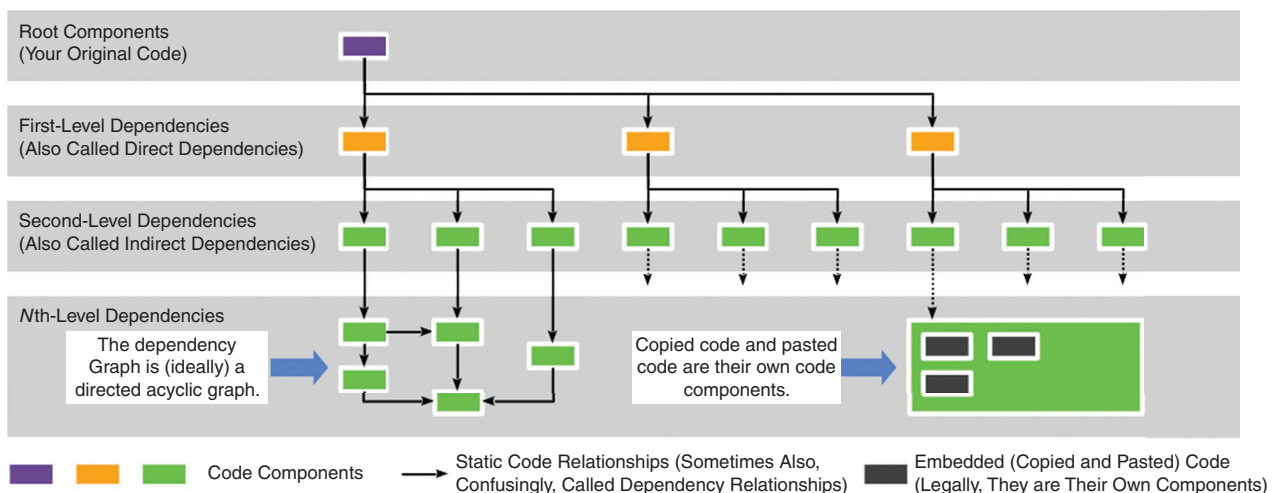 Root Components
(Your Original Code)
First-Level Dependencies
(Also Called Direct Dependencies)
Second-Level Dependencies
(Also Called Indirect Dependencies)
Nth-Level Dependencies
The dependency
Graph is (ideally) a
directed acyclic graph.
Copied code and pasted
code are their own code
components.
Code Components
Static Code Relationships (Sometimes Also,
Confusingly, Called Dependency Relationships)
Embedded (Copied and Pasted) Code
(Legally, They are Their Own Components)